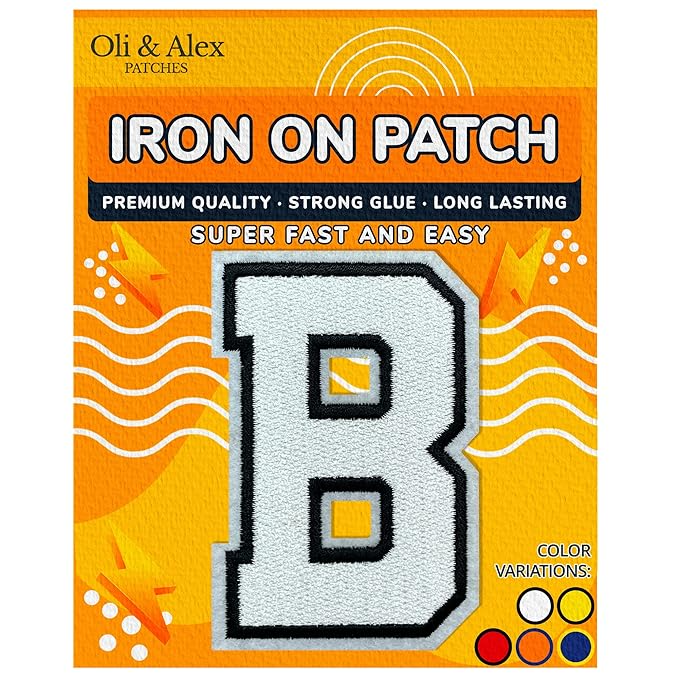 Oli & Alex
PATCHES
IRON ON PATCH
PREMIUM QUALITY · STRONG GLUE · LONG LASTING
SUPER FAST AND EASY
B
COLOR
VARIATIONS: